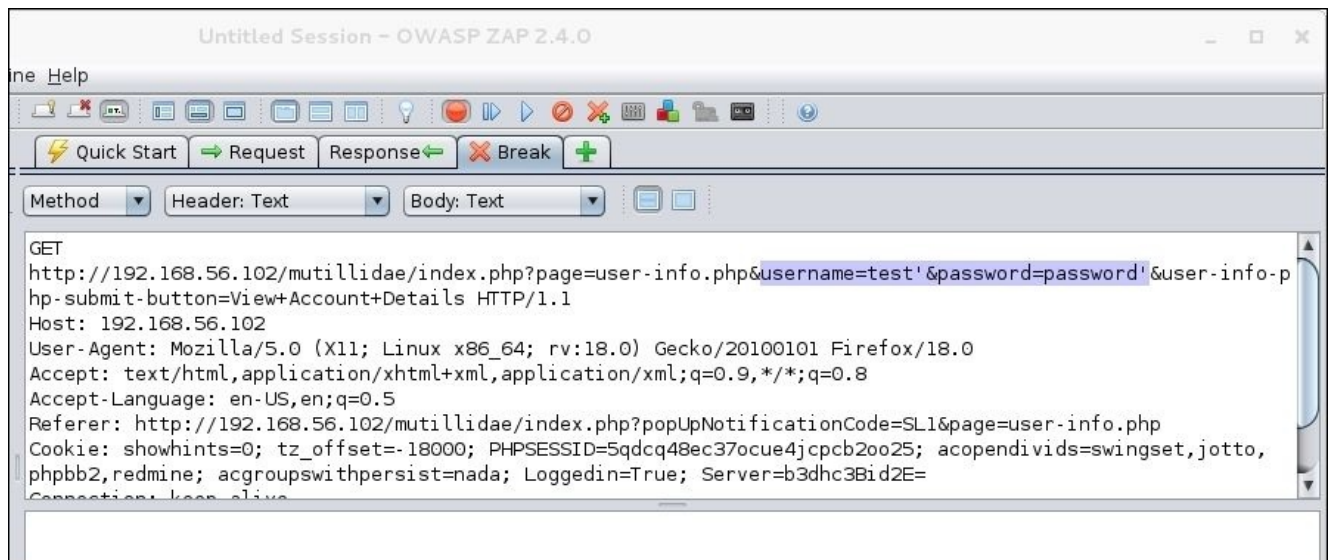 Untitled Session - OWASP ZAP 2.4.0
ine Help
Quick Start
Request
Response
Break
Method
Header: Text
Body: Text
GET
http://192.168.56.102/mutillidae/index.php?page=user-info.php&username=test'&password=password'&user-info-p
hp-submit-button=View+Account+Details HTTP/1.1
Host: 192.168.56.102
User-Agent: Mozilla/5.0 (X11; Linux x86_64; rv:18.0) Gecko/20100101 Firefox/18.0
Accept: text/html,application/xhtml+xml,application/xml;q=0.9,*/*;q=0.8
Accept-Language: en-US,en;q=0.5
Referer: http://192.168.56.102/mutillidae/index.php?popUpNotificationCode=SL1&page=user-info.php
Cookie: showhints=0; tz_offset=-18000; PHPSESSID=5qdcq48ec37ocue4jcpcb2oo25; acopendivids=swingset,jotto,
phpbb2,redmine; acgroupswithpersist=nada; Loggedin=True; Server=b3dhc3Bid2E=
Connection: keep-alive